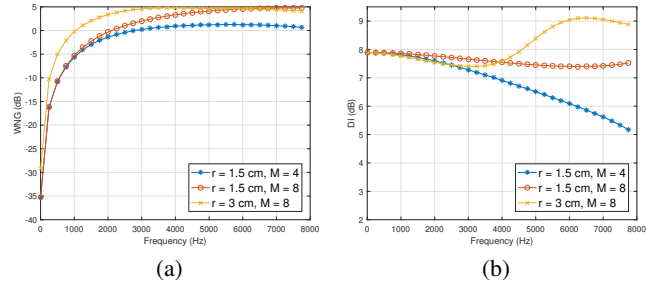 5
0
-5
-10
-15
-20
-25
-30
-35
-40
WNG (dB)
0 1000 2000 3000 4000 5000 6000 7000 8000
Frequency (Hz)
r = 1.5 cm, M = 4
r = 1.5 cm, M = 8
r = 3 cm, M = 8
(a)
9
8
7
6
5
4
3
2
DI (dB)
0 1000 2000 3000 4000 5000 6000 7000 8000
Frequency (Hz)
r = 1.5 cm, M = 4
r = 1.5 cm, M = 8
r = 3 cm, M = 8
(b)